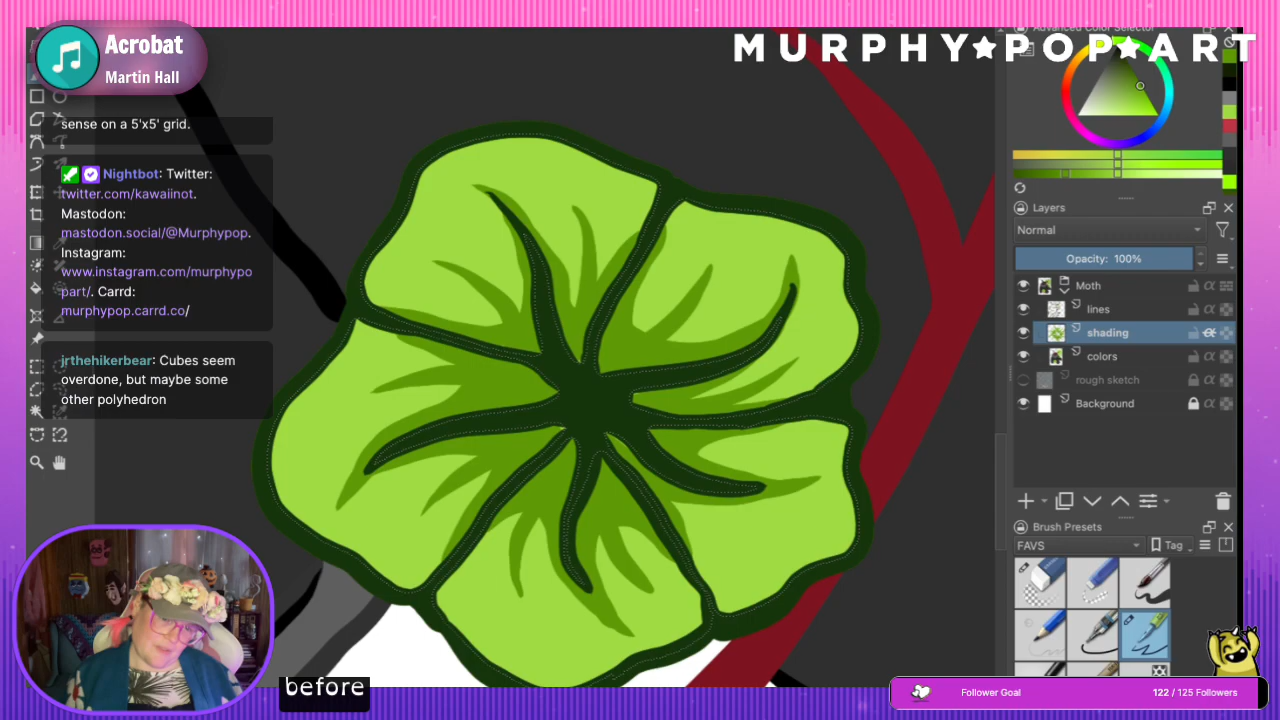 Acrobat
Martin Hall
MURPHY★POP★ART
Advanced Color Selector
sense on a 5'x5' grid.
Nightbot: Twitter:
twitter.com/kawaiinot.
Mastodon:
mastodon.social/@Murphypop.
Instagram:
www.instagram.com/murphypo
part/. Carrd:
murphypop.carrd.co/
jrthehikerbear: Cubes seem
overdone, but maybe some
other polyhedron
Layers
Normal
Opacity: 100%
Moth
lines
shading
colors
rough sketch
Background
Brush Presets
FAVS
Tag
before
Follower Goal
122 / 125 Followers